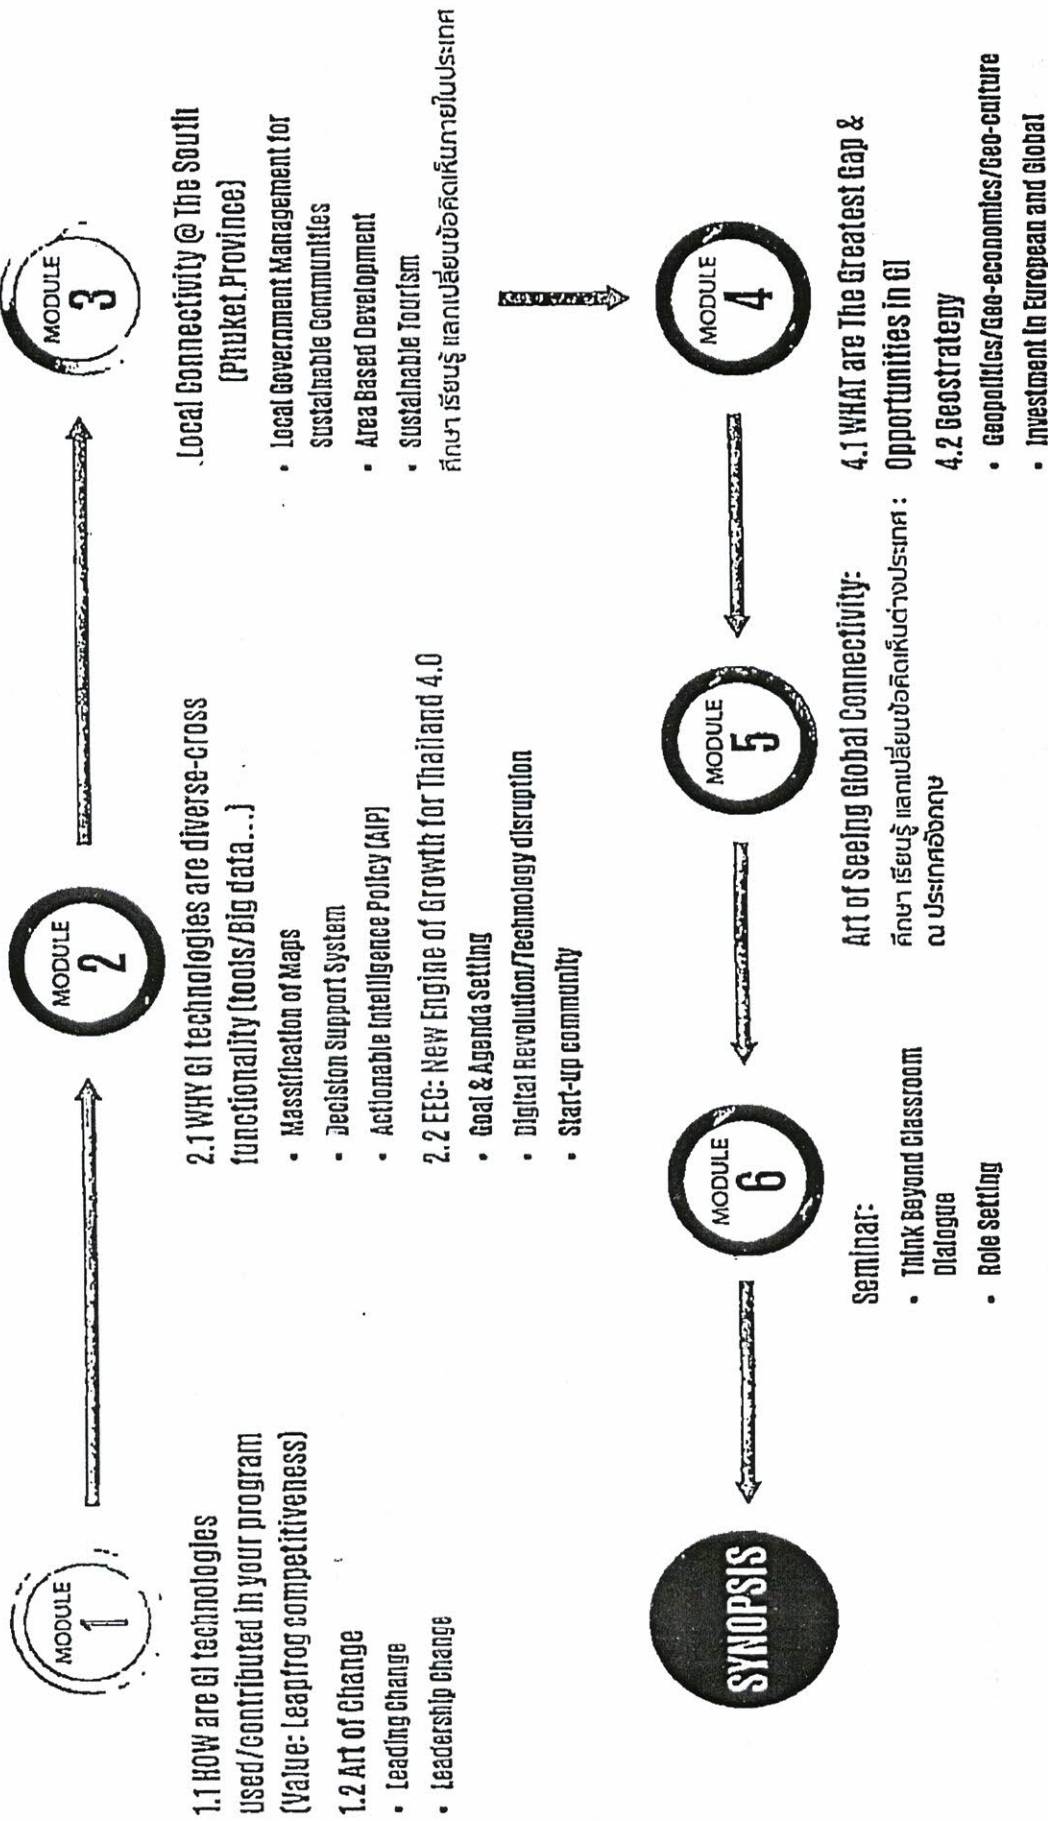 MODULE
1
1.1 HOW are GI technologies
used/contributed in your program
(Value: Leapfrog competitiveness)
1.2 Art of Change
• Leading Change
• Leadership Change
MODULE
2
2.1 WHY GI technologies are diverse-cross
functionality (tools/Big data...)
• Massification of Maps
• Decision Support System
• Actionable Intelligence Policy (AIP)
2.2 EEC: New Engine of Growth for Thailand 4.0
• Goal & Agenda Setting
• Digital Revolution/Technology disruption
• Start-up community
MODULE
3
Local Connectivity @ The South
(Phuket Province)
• Local Government Management for
Sustainable Communities
• Area Based Development
• Sustainable Tourism
ศึกษา เรียนรู้ แลกเปลี่ยนข้อคิดเห็นภายในประเทศ
MODULE
4
4.1 WHAT are The Greatest Gap &
Opportunities in GI
4.2 Geostrategy
• Geopolitics/Geo-economics/Geo-culture
• Investment in European and Global
MODULE
5
Art of Seeing Global Connectivity:
ศึกษา เรียนรู้ แลกเปลี่ยนข้อคิดเห็นต่างประเทศ :
ณ ประเทศอังกฤษ
MODULE
6
Seminar:
• Think Beyond Classroom
Dialogue
• Role Setting
SYNOPSIS